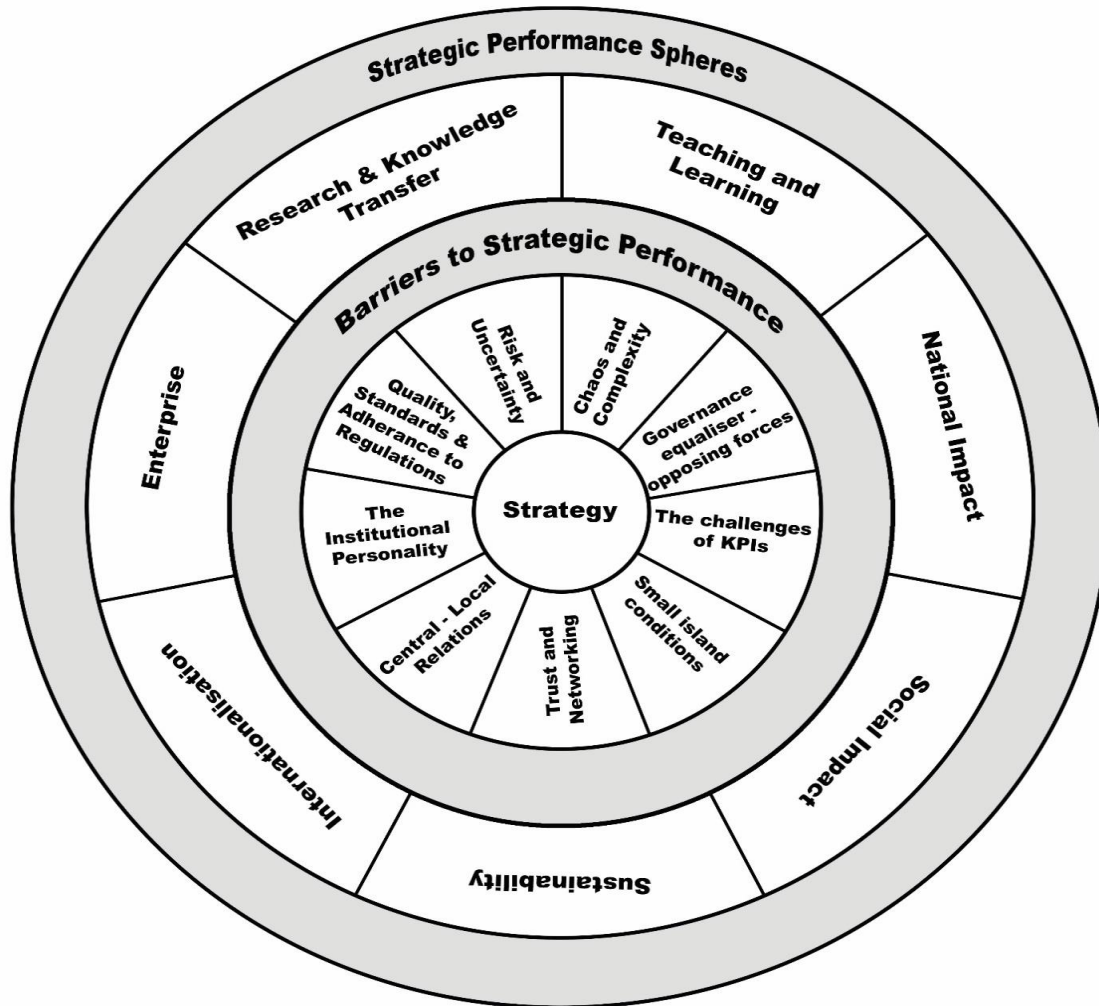 Strategic Performance Spheres
Research & Knowledge
Transfer
Teaching and
Learning
National Impact
Social Impact
Sustainability
Internationalisation
Enterprise
Barriers to Strategic Performance
Risk and
Uncertainty
Chaos and
Complexity
Governance
equaliser -
opposing forces
The challenges
of KPIs
Small island
conditions
Trust and
Networking
Central - Local
Relations
The
Institutional
Personality
Quality,
Standards &
Adherance to
Regulations
Strategy